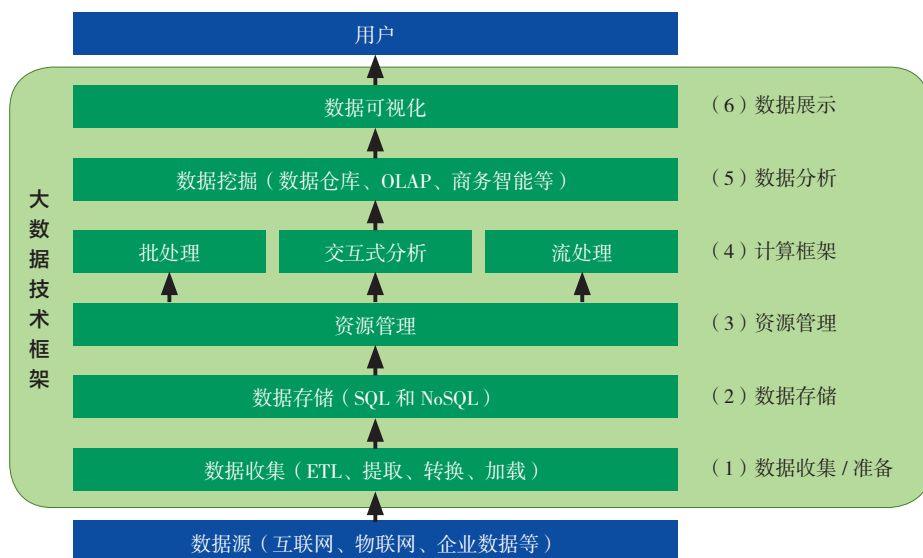 用户
数据可视化
（6）数据展示
数据挖掘（数据仓库、OLAP、商务智能等）
（5）数据分析
批处理
交互式分析
流处理
（4）计算框架
资源管理
（3）资源管理
数据存储（SQL 和 NoSQL）
（2）数据存储
数据收集（ETL、提取、转换、加载）
（1）数据收集 / 准备
数据源（互联网、物联网、企业数据等）
大数据技术框架